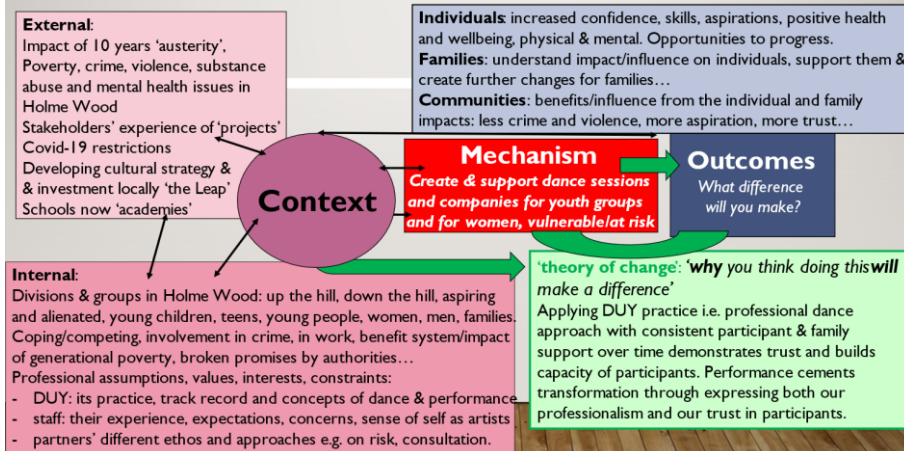 External:
Impact of 10 years ‘austerity’,
Poverty, crime, violence, substance
abuse and mental health issues in
Holme Wood
Stakeholders’ experience of ‘projects’
Covid-19 restrictions
Developing cultural strategy &
& investment locally ‘the Leap’
Schools now ‘academies’
Individuals: increased confidence, skills, aspirations, positive health
and wellbeing, physical & mental. Opportunities to progress.
Families: understand impact/influence on individuals, support them &
create further changes for families…
Communities: benefits/influence from the individual and family
impacts: less crime and violence, more aspiration, more trust…
Context
Mechanism
Create & support dance sessions
and companies for youth groups
and for women, vulnerable/at risk
Outcomes
What difference
will you make?
Internal:
Divisions & groups in Holme Wood: up the hill, down the hill, aspiring
and alienated, young children, teens, young people, women, men, families.
Coping/competing, involvement in crime, in work, benefit system/impact
of generational poverty, broken promises by authorities…
Professional assumptions, values, interests, constraints:
- DUY: its practice, track record and concepts of dance & performance
- staff: their experience, expectations, concerns, sense of self as artists
- partners’ different ethos and approaches e.g. on risk, consultation.
‘theory of change’: ‘why you think doing this will
make a difference’
Applying DUY practice i.e. professional dance
approach with consistent participant & family
support over time demonstrates trust and builds
capacity of participants. Performance cements
transformation through expressing both our
professionalism and our trust in participants.